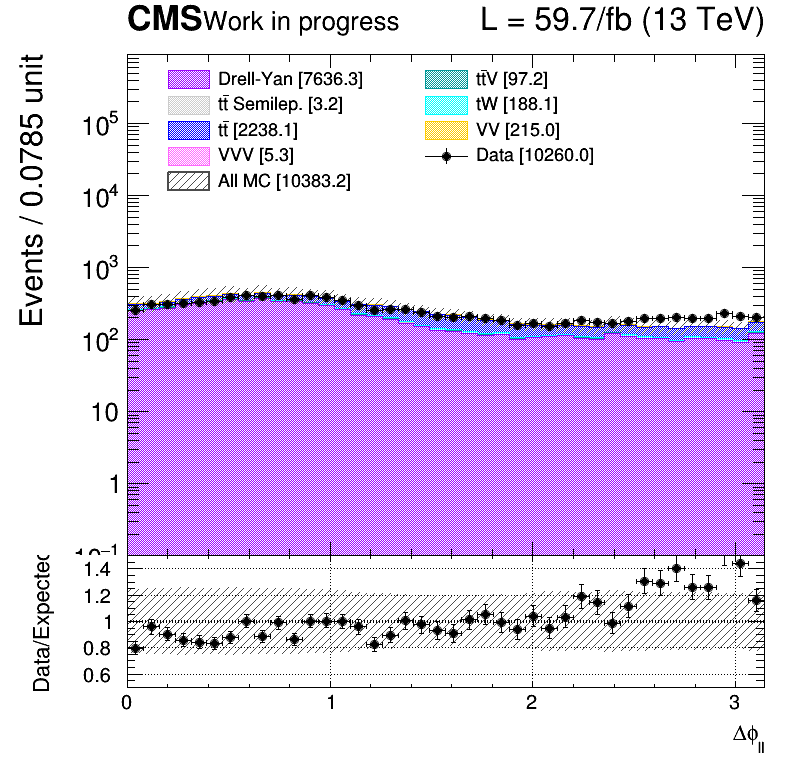 CMS Work in progress L = 59.7/fb (13 TeV)
Events / 0.0785 unit
Drell-Yan [7636.3]
tt̄ Semilep. [3.2]
tt̄ [2238.1]
VVV [5.3]
All MC [10383.2]
tt̄V [97.2]
tW [188.1]
VV [215.0]
Data [10260.0]
10⁵
10⁴
10³
10²
10
1
10⁻¹
Data/Expected
1.4
1.2
1
0.8
0.6
0 1 2 3
Δϕ_ll